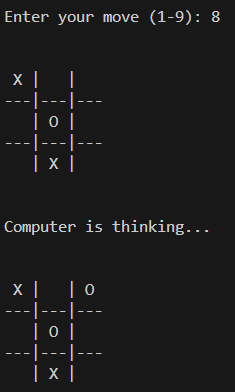 Enter your move (1-9): 8
 X |   |
---|---|---
   | O |
---|---|---
   | X |
Computer is thinking...
 X |   | O
---|---|---
   | O |
---|---|---
   | X |